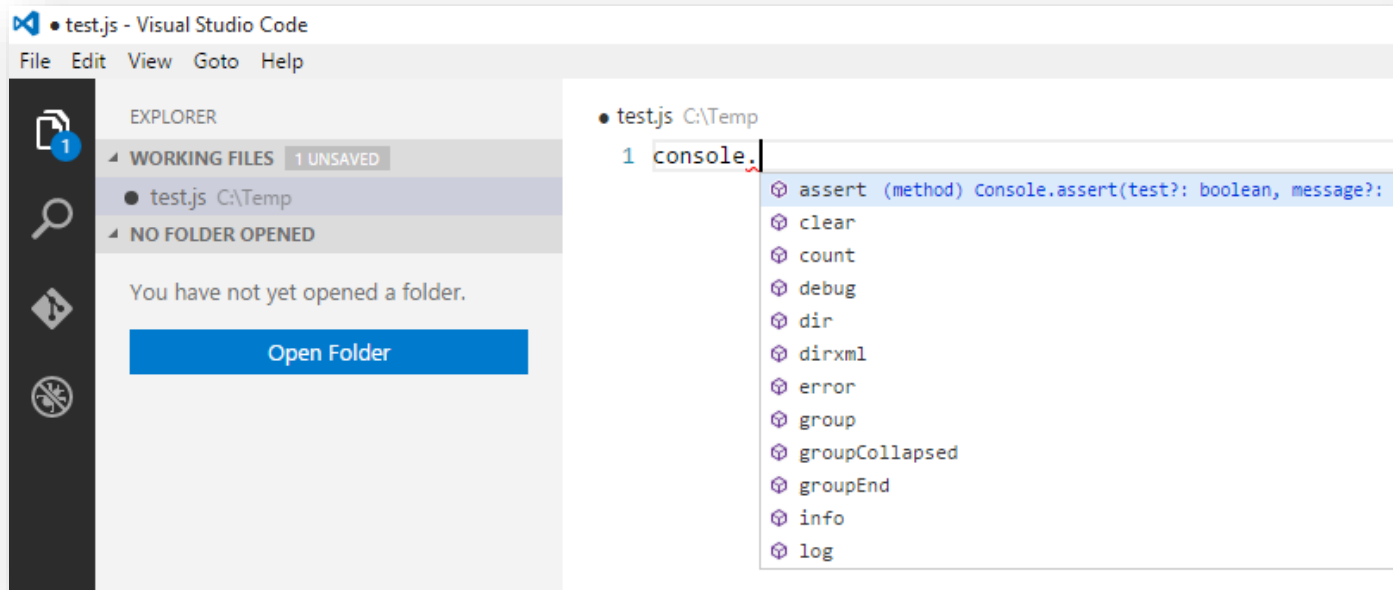 ● test.js - Visual Studio Code
File Edit View Goto Help
EXPLORER
1
WORKING FILES 1 UNSAVED
● test.js C:\Temp
NO FOLDER OPENED
You have not yet opened a folder.
Open Folder
● test.js C:\Temp
1 console.
assert (method) Console.assert(test?: boolean, message?:
clear
count
debug
dir
dirxml
error
group
groupCollapsed
groupEnd
info
log